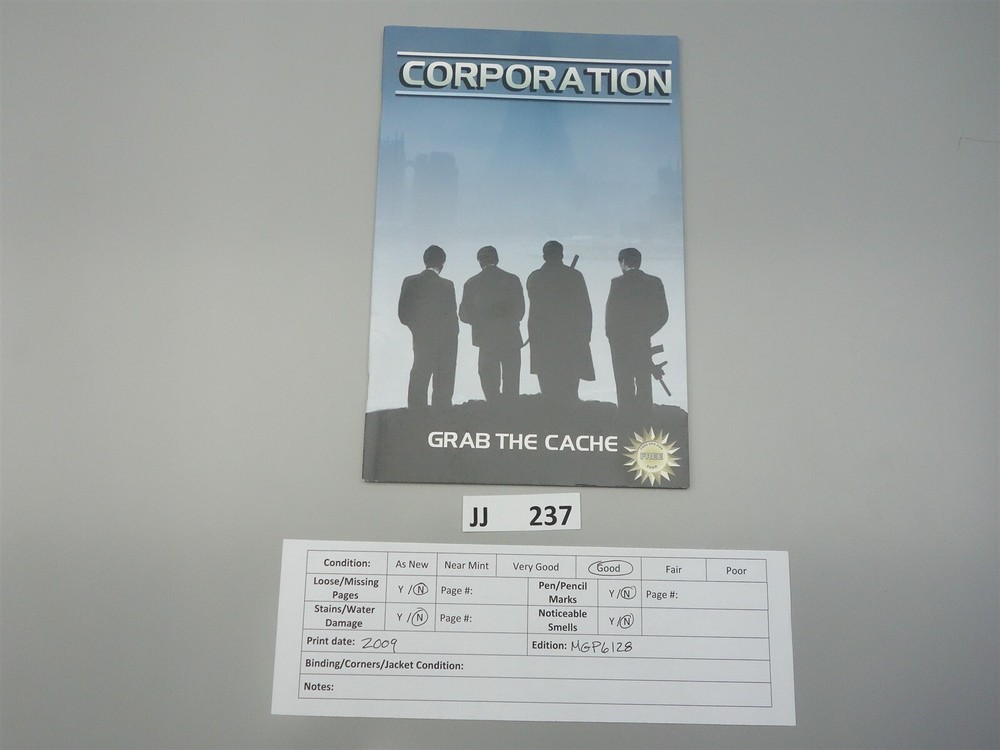 CORPORATION
GRAB THE CACHE
FREE
JJ 237
Condition: As New Near Mint Very Good Good Fair Poor
Loose/Missing Pages Y / N Page #: Pen/Pencil Marks Y / N Page #:
Stains/Water Damage Y / N Page #: Noticeable Smells Y / N
Print date: 2009 Edition: MGP6128
Binding/Corners/Jacket Condition:
Notes: